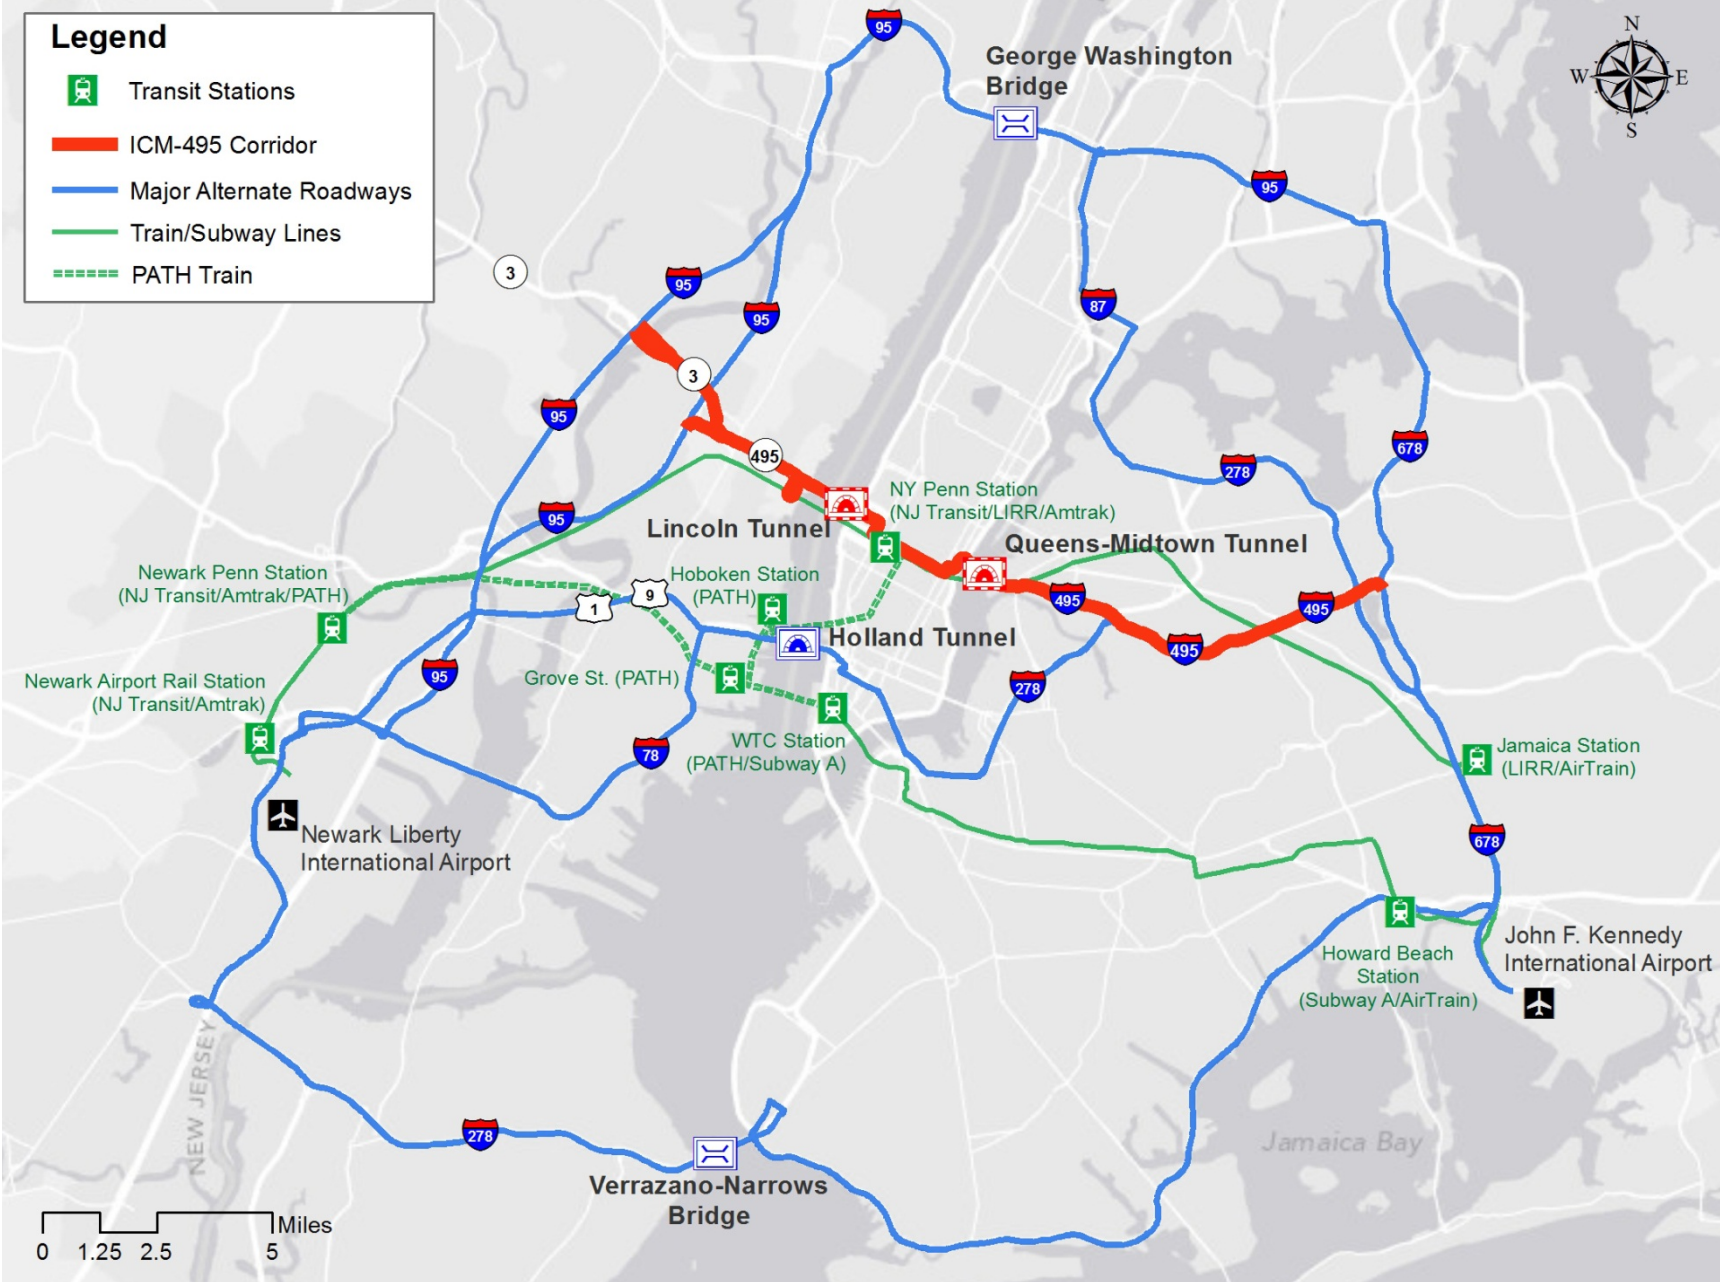 Legend
Transit Stations
ICM-495 Corridor
Major Alternate Roadways
Train/Subway Lines
PATH Train
N
W
E
S
95
George Washington
Bridge
95
3
95
87
95
3
95
678
495
278
NY Penn Station
(NJ Transit/LIRR/Amtrak)
95
Lincoln Tunnel
Queens-Midtown Tunnel
Newark Penn Station
(NJ Transit/Amtrak/PATH)
Hoboken Station
(PATH)
9
1
495
495
Holland Tunnel
495
95
Grove St. (PATH)
278
Newark Airport Rail Station
(NJ Transit/Amtrak)
WTC Station
(PATH/Subway A)
78
Jamaica Station
(LIRR/AirTrain)
Newark Liberty
International Airport
678
John F. Kennedy
International Airport
Howard Beach
Station
(Subway A/AirTrain)
NEW JERSEY
278
Jamaica Bay
Verrazano-Narrows
Bridge
Miles
0 1.25 2.5 5